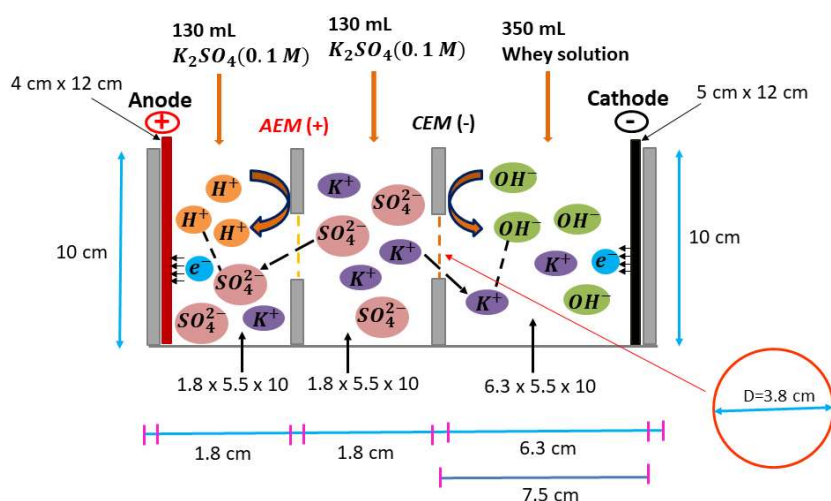 130 mL
K₂SO₄(0.1 M)
130 mL
K₂SO₄(0.1 M)
350 mL
Whey solution
4 cm x 12 cm
Anode
+
AEM (+)
CEM (-)
Cathode
-
5 cm x 12 cm
10 cm
H⁺
H⁺
H⁺
e⁻
SO₄²⁻
SO₄²⁻
K⁺
K⁺
SO₄²⁻
SO₄²⁻
K⁺
K⁺
K⁺
SO₄²⁻
OH⁻
OH⁻
OH⁻
K⁺
e⁻
K⁺
OH⁻
10 cm
1.8 x 5.5 x 10
1.8 x 5.5 x 10
6.3 x 5.5 x 10
D=3.8 cm
1.8 cm
1.8 cm
6.3 cm
7.5 cm